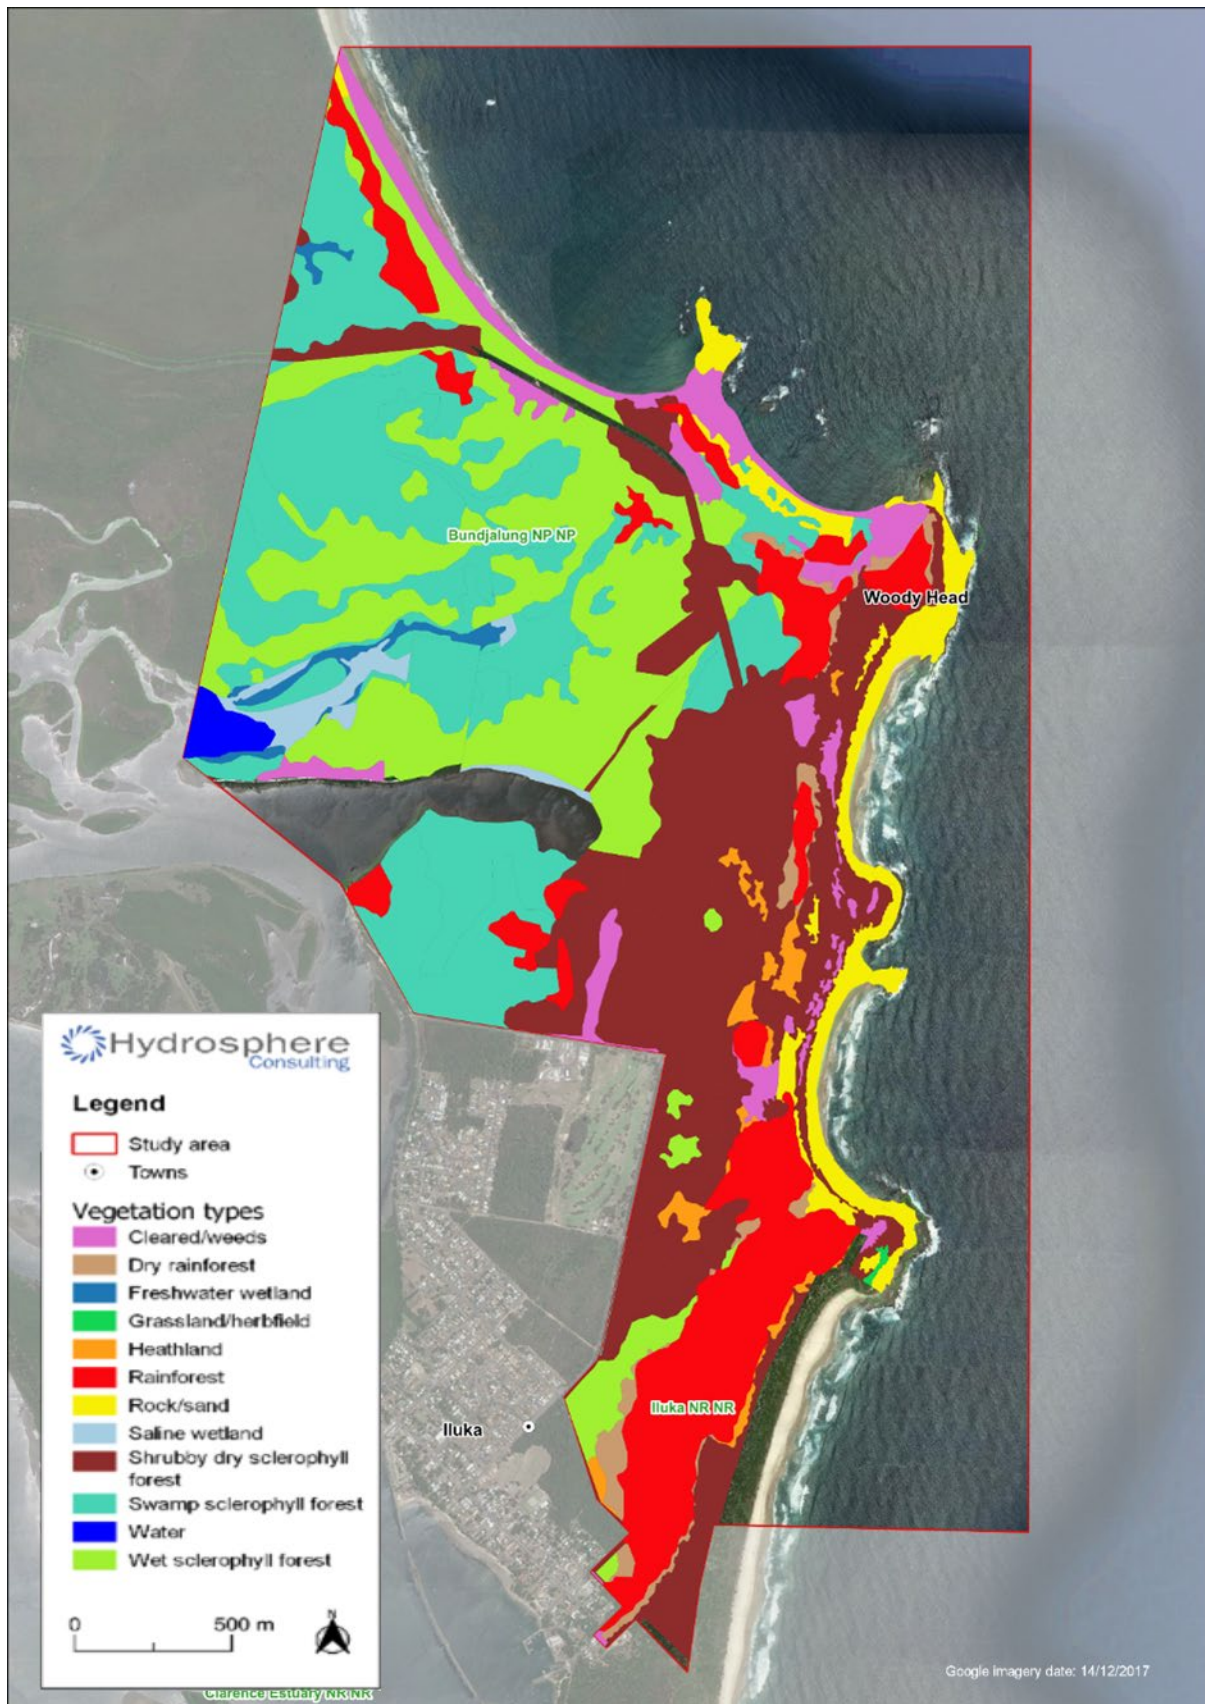 Bundjalung NP NP
Woody Head
Hydrosphere
Consulting
Legend
Study area
Towns
Vegetation types
Cleared/weeds
Dry rainforest
Freshwater wetland
Grassland/herbfield
Heathland
Rainforest
Rock/sand
Saline wetland
Shrubby dry sclerophyll
forest
Swamp sclerophyll forest
Water
Wet sclerophyll forest
0 500 m
N
Iluka
Iluka NR NR
Google imagery date: 14/12/2017
Clarence Estuary NR NR